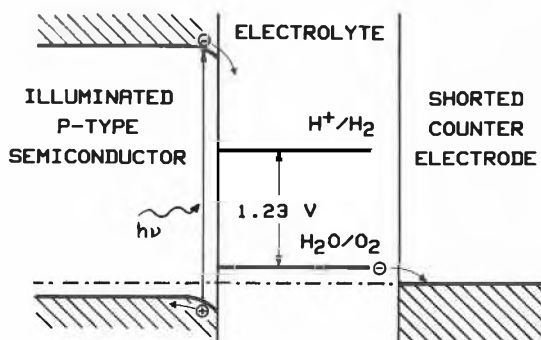 ELECTROLYTE
ILLUMINATED
P-TYPE
SEMICONDUCTOR
hν
⊖
⊕
H⁺/H₂
1.23 V
H₂O/O₂
⊖
SHORTED
COUNTER
ELECTRODE